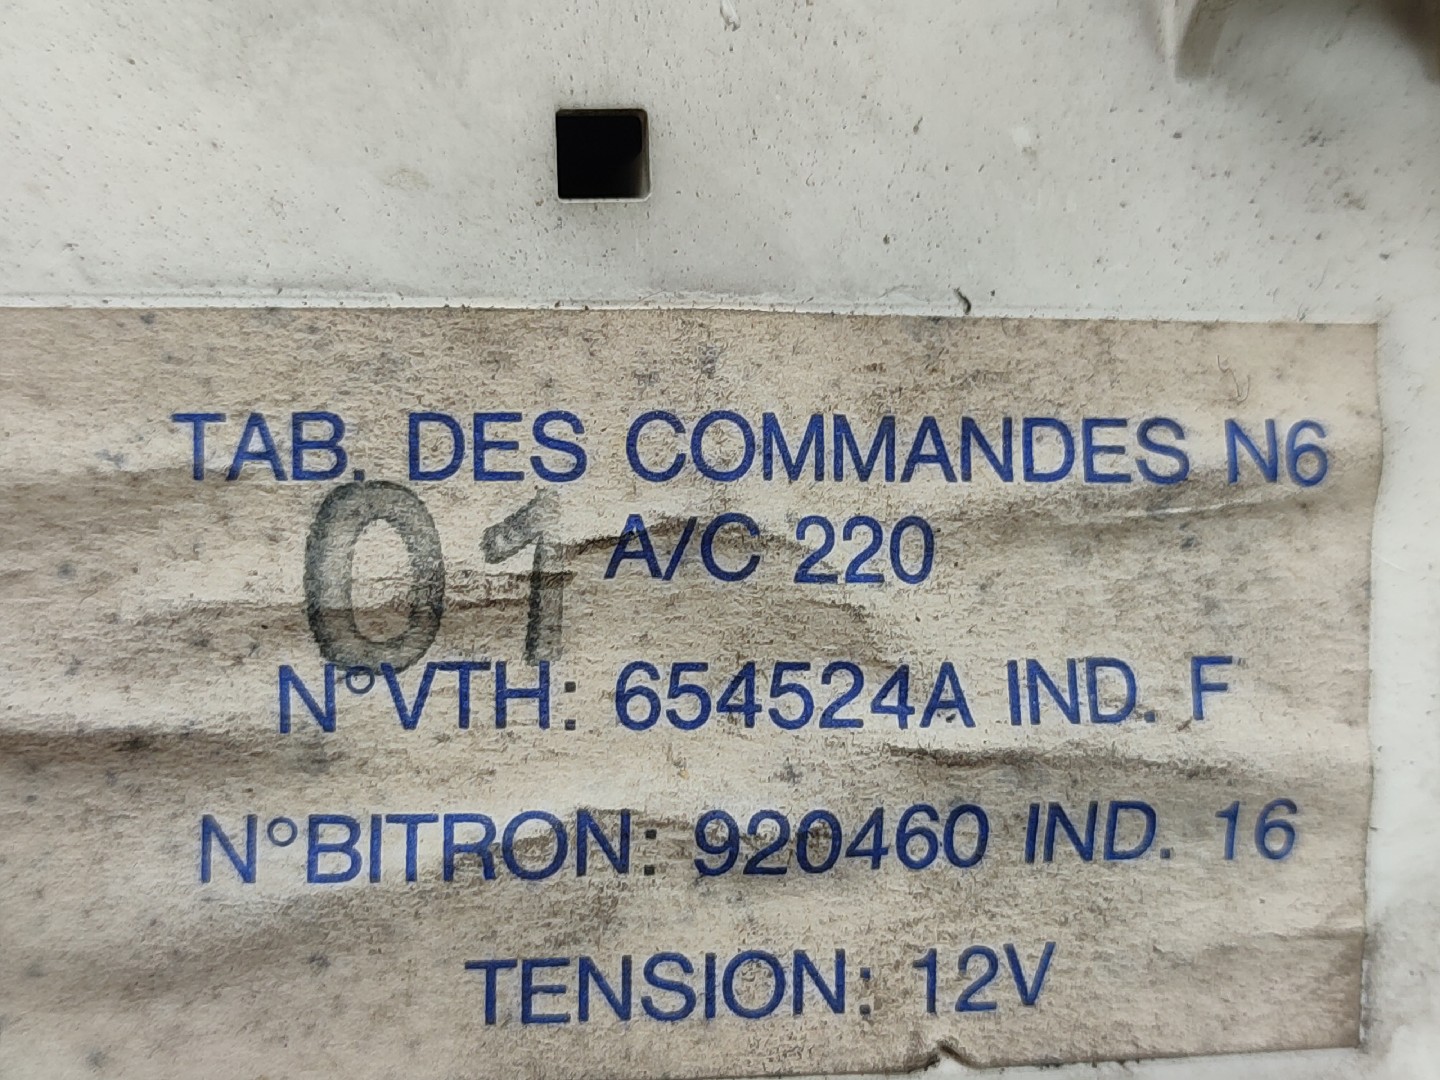 TAB. DES COMMANDES N6
A/C 220
01
N°VTH: 654524A IND. F
N°BITRON: 920460 IND. 16
TENSION: 12V